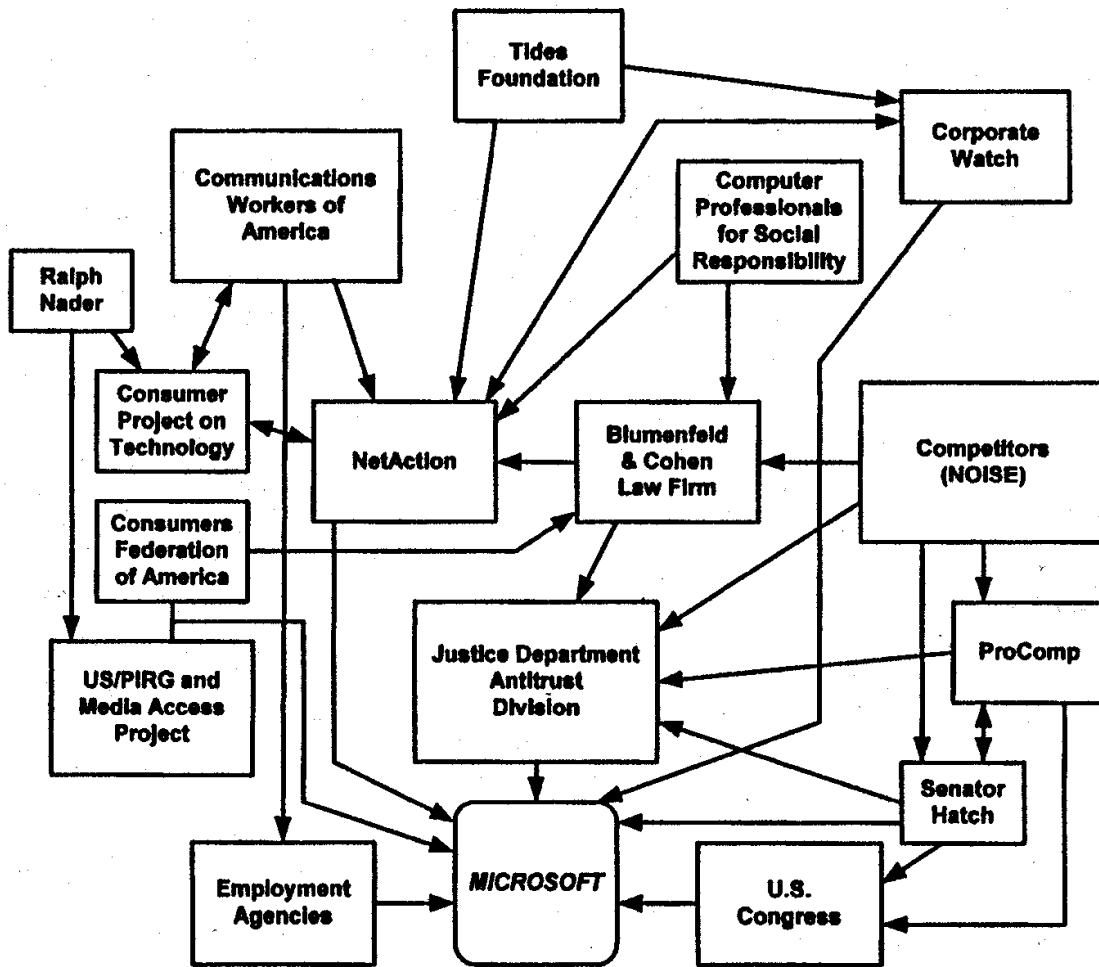 Tides
Foundation
Corporate
Watch
Communications
Workers of
America
Computer
Professionals
for Social
Responsibility
Ralph
Nader
Consumer
Project on
Technology
NetAction
Blumenfeld
& Cohen
Law Firm
Competitors
(NOISE)
Consumers
Federation
of America
US/PIRG and
Media Access
Project
Justice Department
Antitrust
Division
ProComp
Senator
Hatch
Employment
Agencies
MICROSOFT
U.S.
Congress